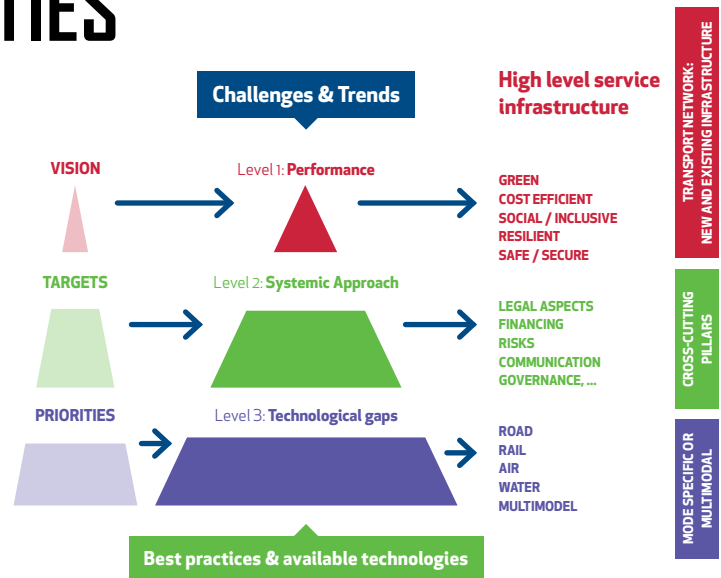 TIES
Challenges & Trends
High level service
infrastructure
VISION
Level 1: Performance
GREEN
COST EFFICIENT
SOCIAL / INCLUSIVE
RESILIENT
SAFE / SECURE
TRANSPORT NETWORK:
NEW AND EXISTING INFRASTRUCTURE
TARGETS
Level 2: Systemic Approach
LEGAL ASPECTS
FINANCING
RISKS
COMMUNICATION
GOVERNANCE, ...
CROSS-CUTTING
PILLARS
PRIORITIES
Level 3: Technological gaps
ROAD
RAIL
AIR
WATER
MULTIMODEL
MODE SPECIFIC OR
MULTIMODAL
Best practices & available technologies